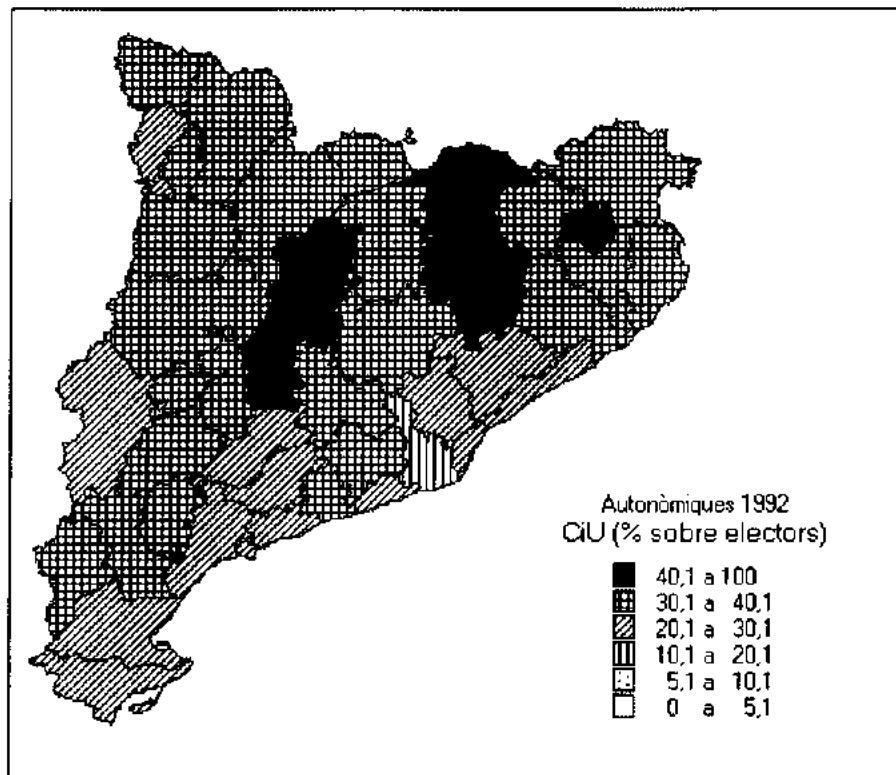 Autonòmiques 1992
CiU (% sobre electors)
40,1 a 100
30,1 a 40,1
20,1 a 30,1
10,1 a 20,1
5,1 a 10,1
0 a 5,1